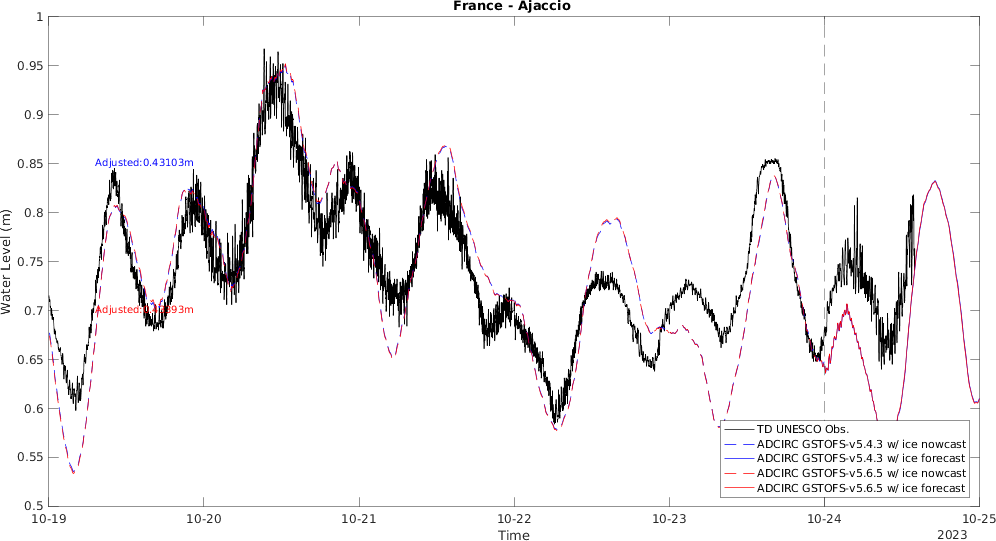 France - Ajaccio
1
0.95
0.9
0.85
0.8
0.75
0.7
0.65
0.6
0.55
0.5
Water Level (m)
Adjusted:0.43103m
TD UNESCO Obs.
ADCIRC GSTOFS-v5.4.3 w/ ice nowcast
ADCIRC GSTOFS-v5.4.3 w/ ice forecast
ADCIRC GSTOFS-v5.6.5 w/ ice nowcast
ADCIRC GSTOFS-v5.6.5 w/ ice forecast
10-19
10-20
10-21
10-22
10-23
10-24
10-25
Time
2023